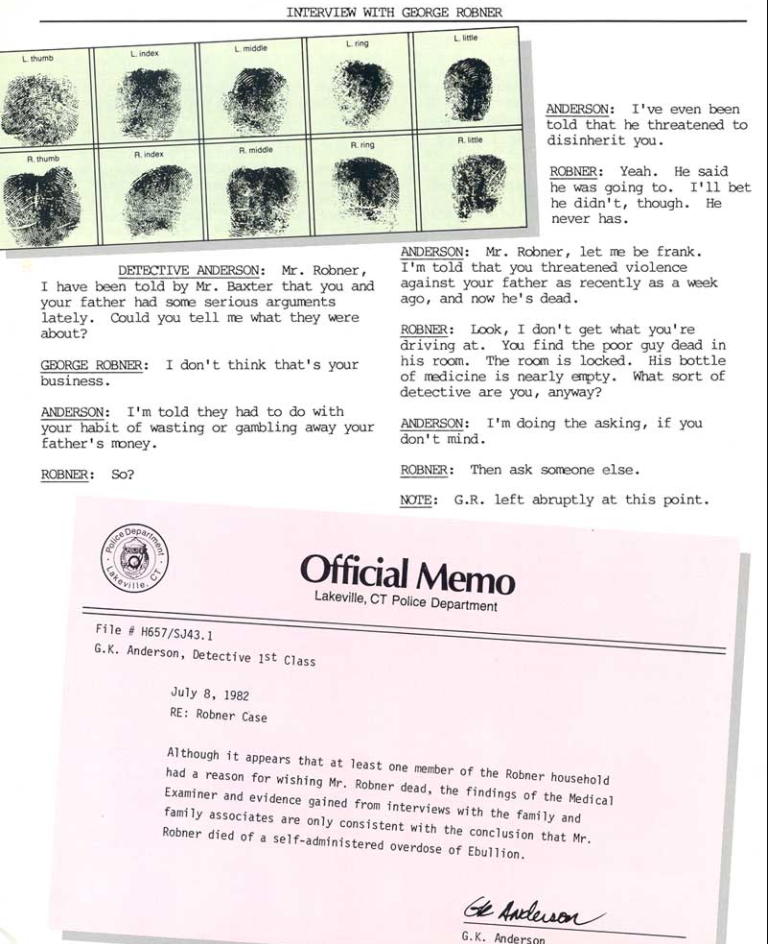 INTERVIEW WITH GEORGE ROBNER
L. thumb
L. index
L. middle
L. ring
L. little
R. thumb
R. index
R. middle
R. ring
R. little
DETECTIVE ANDERSON: Mr. Robner,
I have been told by Mr. Baxter that you and
your father had some serious arguments
lately. Could you tell me what they were
about?
GEORGE ROBNER: I don't think that's your
business.
ANDERSON: I'm told they had to do with
your habit of wasting or gambling away your
father's money.
ROBNER: So?
ANDERSON: I've even been
told that he threatened to
disinherit you.
ROBNER: Yeah. He said
he was going to. I'll bet
he didn't, though. He
never has.
ANDERSON: Mr. Robner, let me be frank.
I'm told that you threatened violence
against your father as recently as a week
ago, and now he's dead.
ROBNER: Look, I don't get what you're
driving at. You find the poor guy dead in
his room. The room is locked. His bottle
of medicine is nearly empty. What sort of
detective are you, anyway?
ANDERSON: I'm doing the asking, if you
don't mind.
ROBNER: Then ask someone else.
NOTE: G.R. left abruptly at this point.
Police Department
Lakeville, CT.
Official Memo
Lakeville, CT Police Department
File # H657/SJ43.1
G.K. Anderson, Detective 1st Class
July 8, 1982
RE: Robner Case
Although it appears that at least one member of the Robner household
had a reason for wishing Mr. Robner dead, the findings of the Medical
Examiner and evidence gained from interviews with the family and
family associates are only consistent with the conclusion that Mr.
Robner died of a self-administered overdose of Ebullion.
GK Anderson
G.K. Anderson